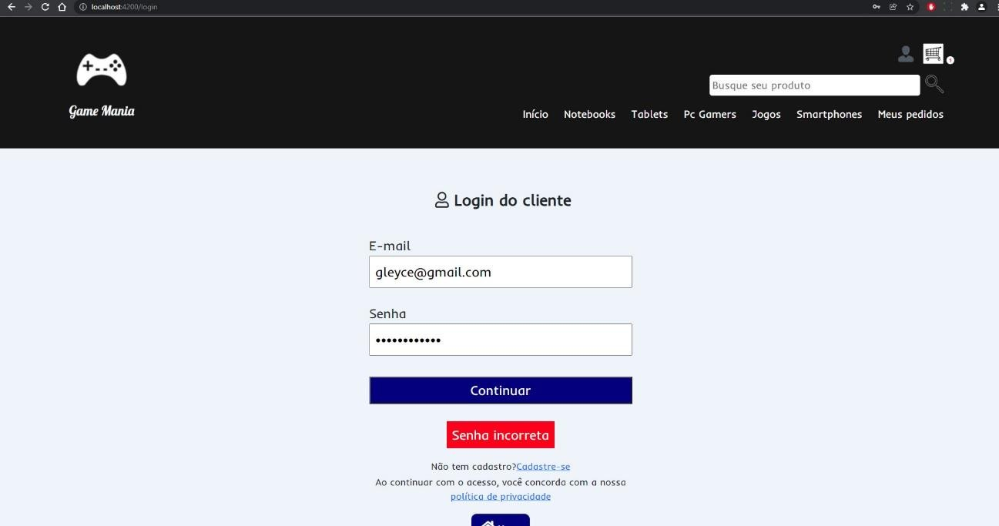 localhost:4200/login
1
Busque seu produto
Game Mania
Início Notebooks Tablets Pc Gamers Jogos Smartphones Meus pedidos
Login do cliente
E-mail
gleyce@gmail.com
Senha
••••••••••••
Continuar
Senha incorreta
Não tem cadastro?Cadastre-se
Ao continuar com o acesso, você concorda com a nossa
política de privacidade